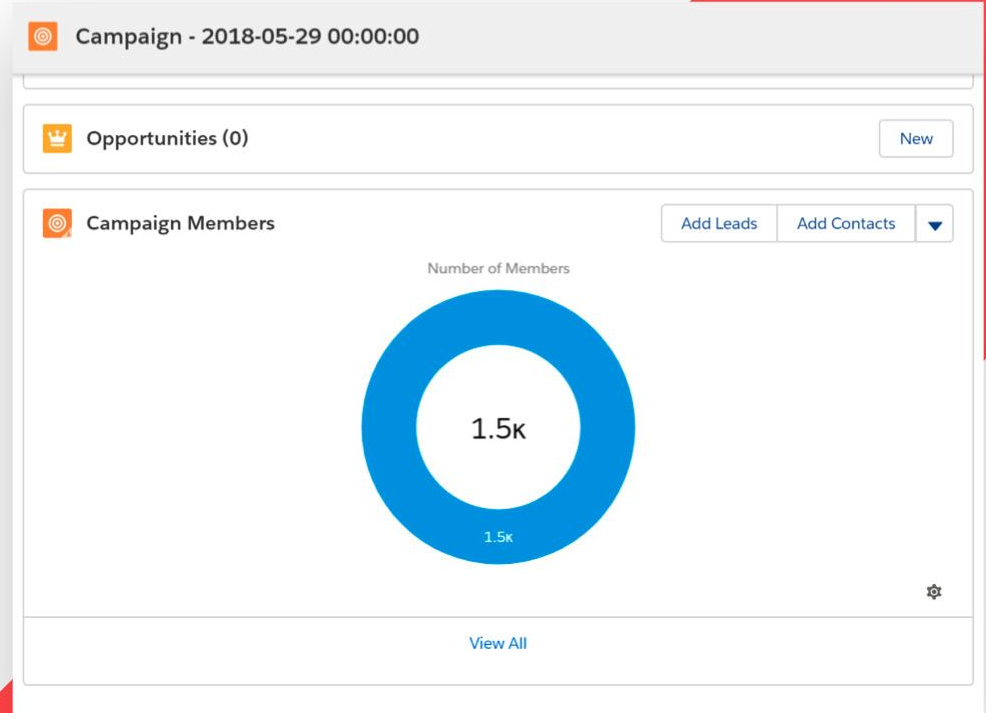 Campaign - 2018-05-29 00:00:00
Opportunities (0)
New
Campaign Members
Add Leads
Add Contacts
Number of Members
1.5K
1.5K
View All